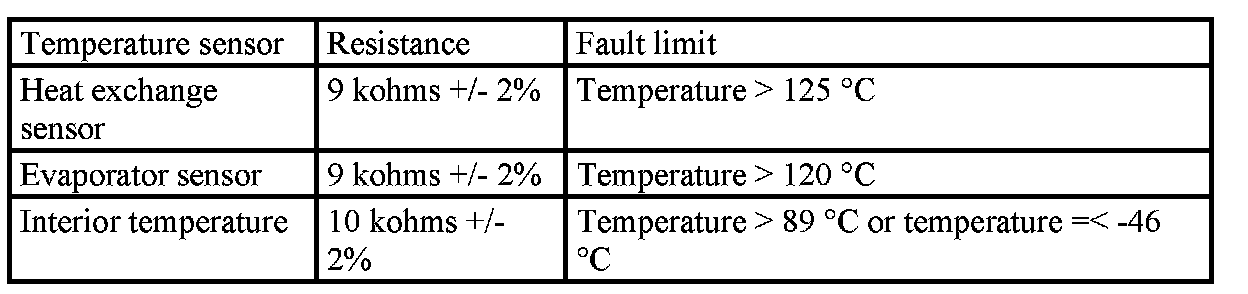 Temperature sensor Resistance Fault limit
Heat exchange sensor 9 kohms +/- 2% Temperature > 125 °C
Evaporator sensor 9 kohms +/- 2% Temperature > 120 °C
Interior temperature 10 kohms +/- 2% Temperature > 89 °C or temperature =< -46 °C